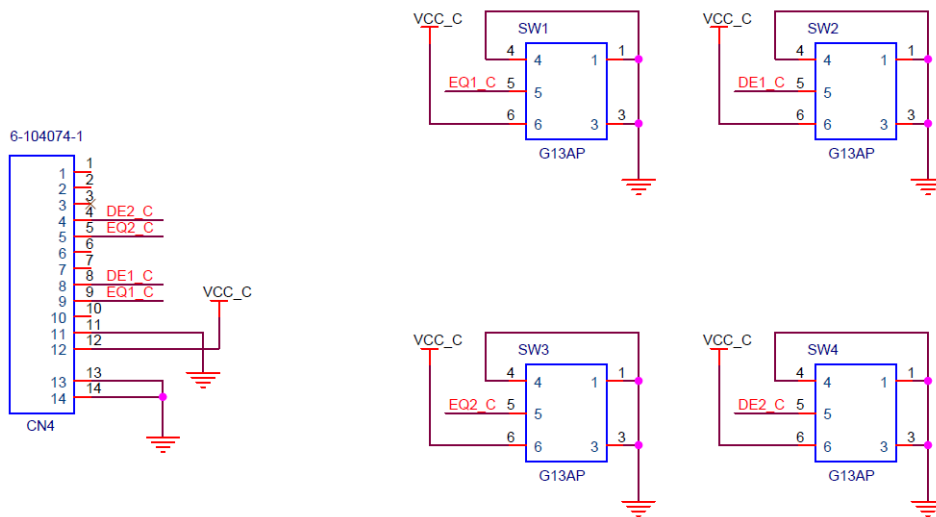 6-104074-1
1 1
2 2
3 3
4 4 DE2_C
5 5 EQ2_C
6 6
7 7
8 8 DE1_C
9 9 EQ1_C
10 10
11 11
12 12
VCC_C
13 13
14 14
CN4
VCC_C
SW1
4 4 1 1
EQ1_C 5 5
6 6 3 3
G13AP
VCC_C
SW2
4 4 1 1
DE1_C 5 5
6 6 3 3
G13AP
VCC_C
SW3
4 4 1 1
EQ2_C 5 5
6 6 3 3
G13AP
VCC_C
SW4
4 4 1 1
DE2_C 5 5
6 6 3 3
G13AP